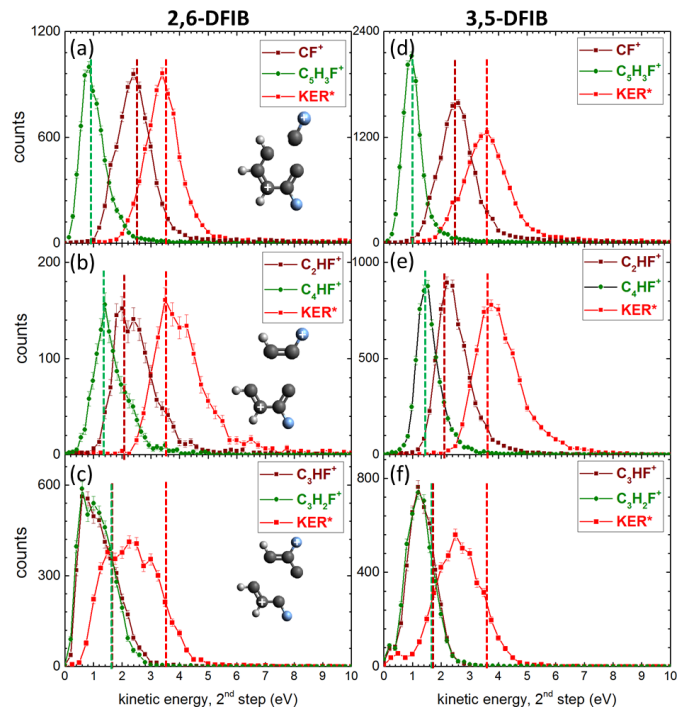 2,6-DFIB
3,5-DFIB
1200
900
600
300
0
counts
(a)
CF⁺
C₅H₃F⁺
KER*
2400
1200
0
(d)
CF⁺
C₅H₃F⁺
KER*
200
100
0
counts
(b)
C₂HF⁺
C₄HF⁺
KER*
1000
500
0
(e)
C₂HF⁺
C₄HF⁺
KER*
600
300
0
counts
(c)
C₃HF⁺
C₃H₂F⁺
KER*
800
400
0
(f)
C₃HF⁺
C₃H₂F⁺
KER*
0 1 2 3 4 5 6 7 8 9 10
0 1 2 3 4 5 6 7 8 9 10
kinetic energy, 2ⁿᵈ step (eV)
kinetic energy, 2ⁿᵈ step (eV)